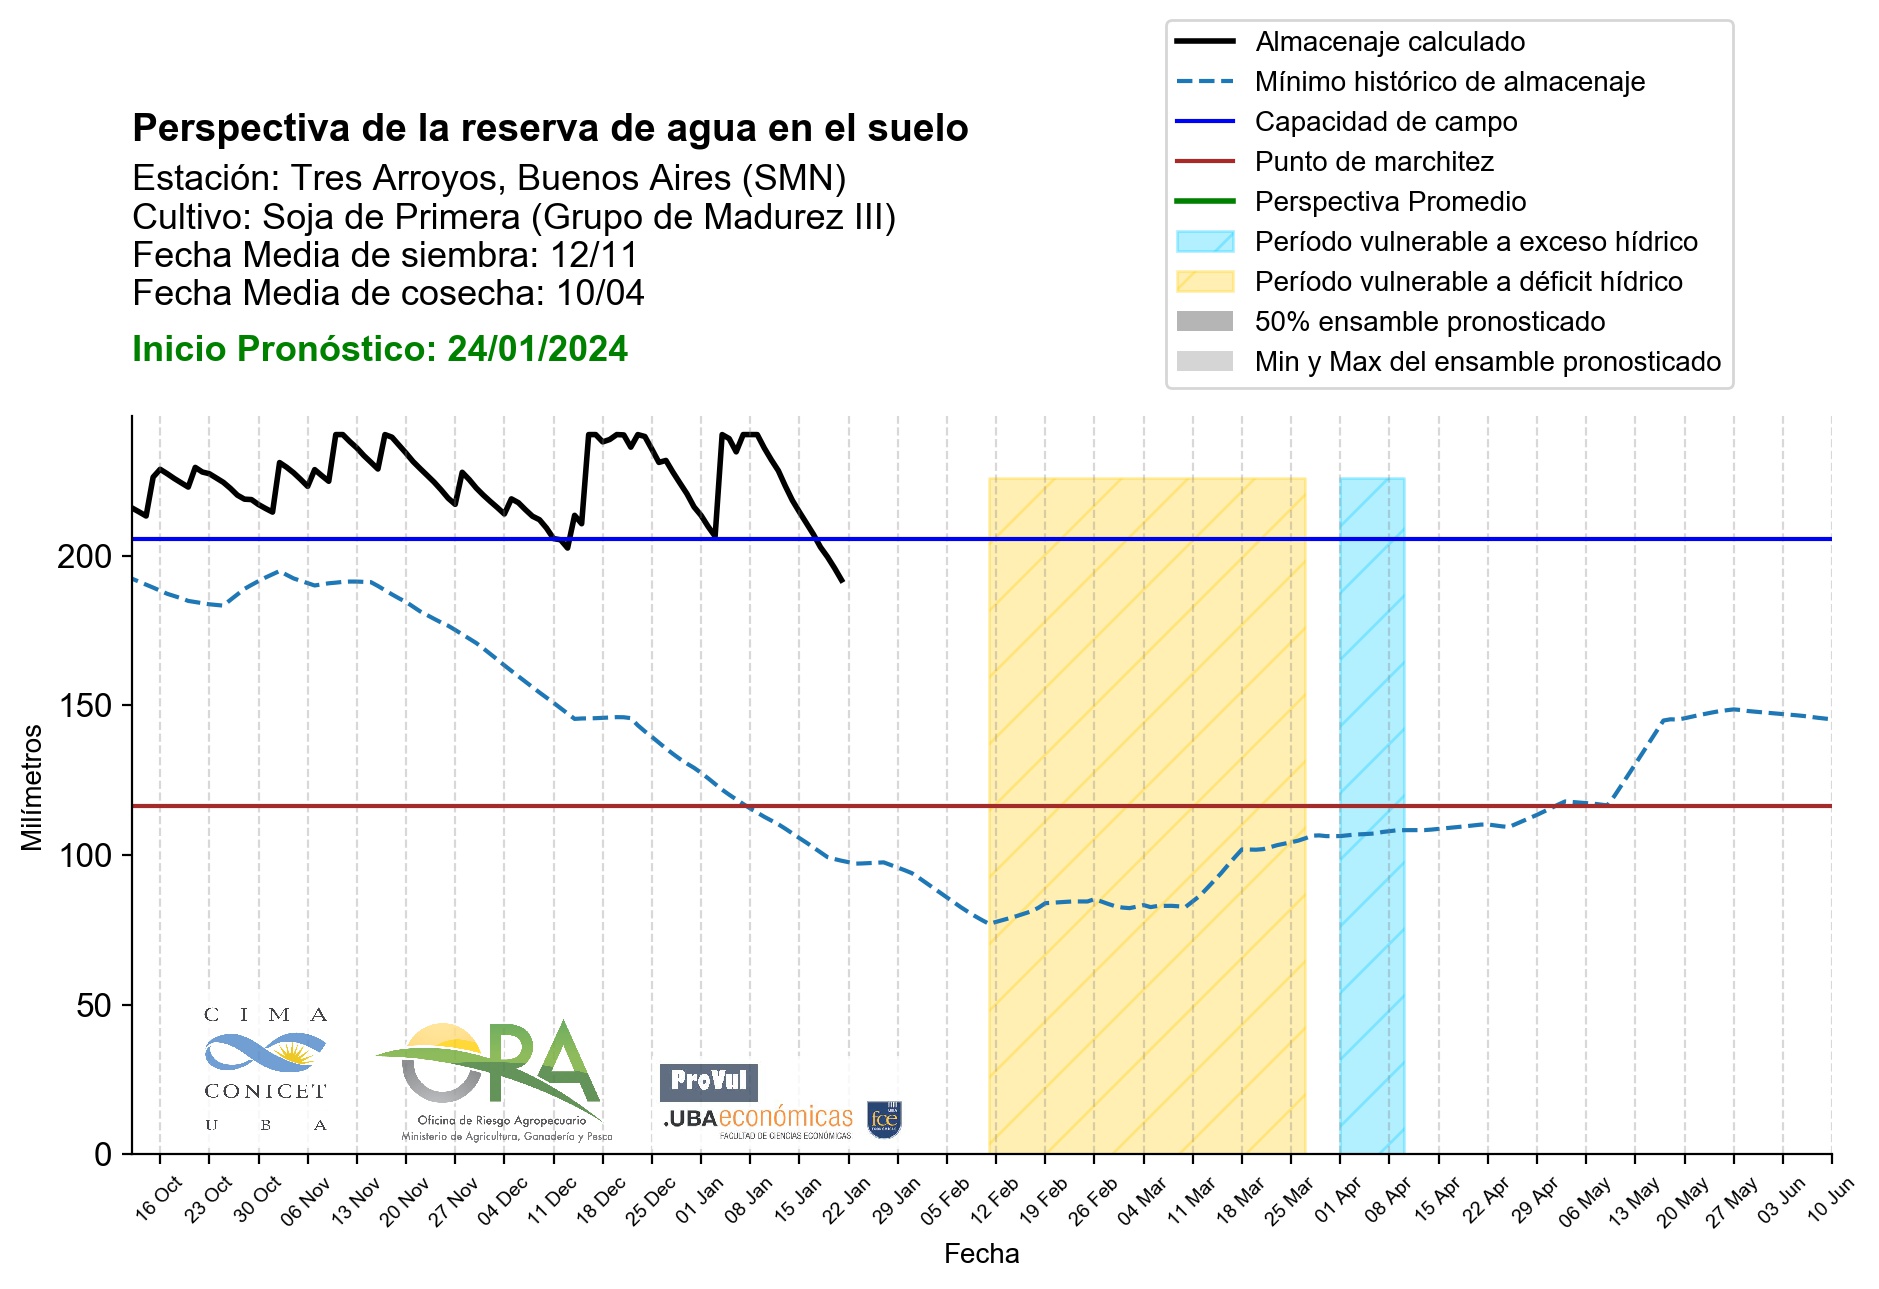 Almacenaje calculado
Mínimo histórico de almacenaje
Capacidad de campo
Punto de marchitez
Perspectiva Promedio
Período vulnerable a exceso hídrico
Período vulnerable a déficit hídrico
50% ensamble pronosticado
Min y Max del ensamble pronosticado
Perspectiva de la reserva de agua en el suelo
Estación: Tres Arroyos, Buenos Aires (SMN)
Cultivo: Soja de Primera (Grupo de Madurez III)
Fecha Media de siembra: 12/11
Fecha Media de cosecha: 10/04
Inicio Pronóstico: 24/01/2024
Milímetros
200
150
100
50
0
CIMA
CONICET
UBA
ORA
Oficina de Riesgo Agropecuario
Ministerio de Agricultura, Ganadería y Pesca
ProVul
.UBAeconómicas
FACULTAD DE CIENCIAS ECONÓMICAS
fce
16 Oct
23 Oct
30 Oct
06 Nov
13 Nov
20 Nov
27 Nov
04 Dec
11 Dec
18 Dec
25 Dec
01 Jan
08 Jan
15 Jan
22 Jan
29 Jan
05 Feb
12 Feb
19 Feb
26 Feb
04 Mar
11 Mar
18 Mar
25 Mar
01 Apr
08 Apr
15 Apr
22 Apr
29 Apr
06 May
13 May
20 May
27 May
03 Jun
10 Jun
Fecha